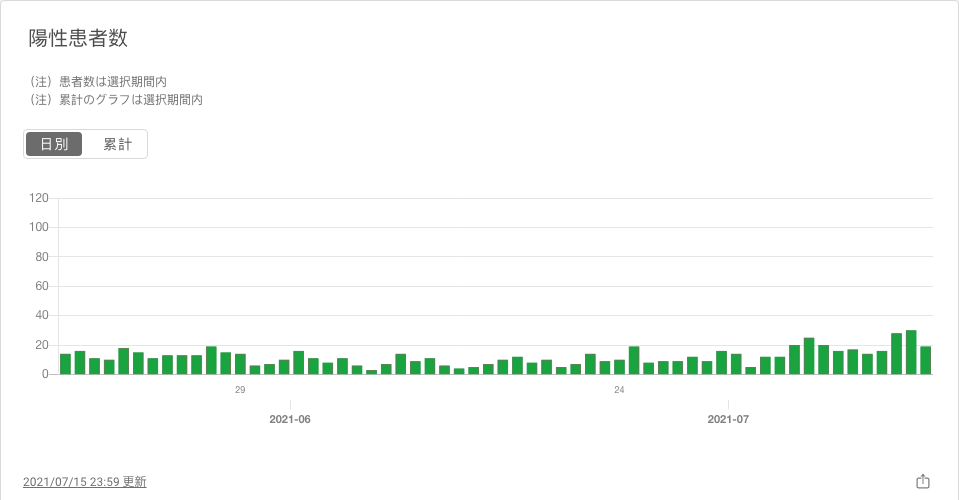 陽性患者数
（注）患者数は選択期間内
（注）累計のグラフは選択期間内
日別 累計
120
100
80
60
40
20
0
29 24
2021-06 2021-07
2021/07/15 23:59 更新